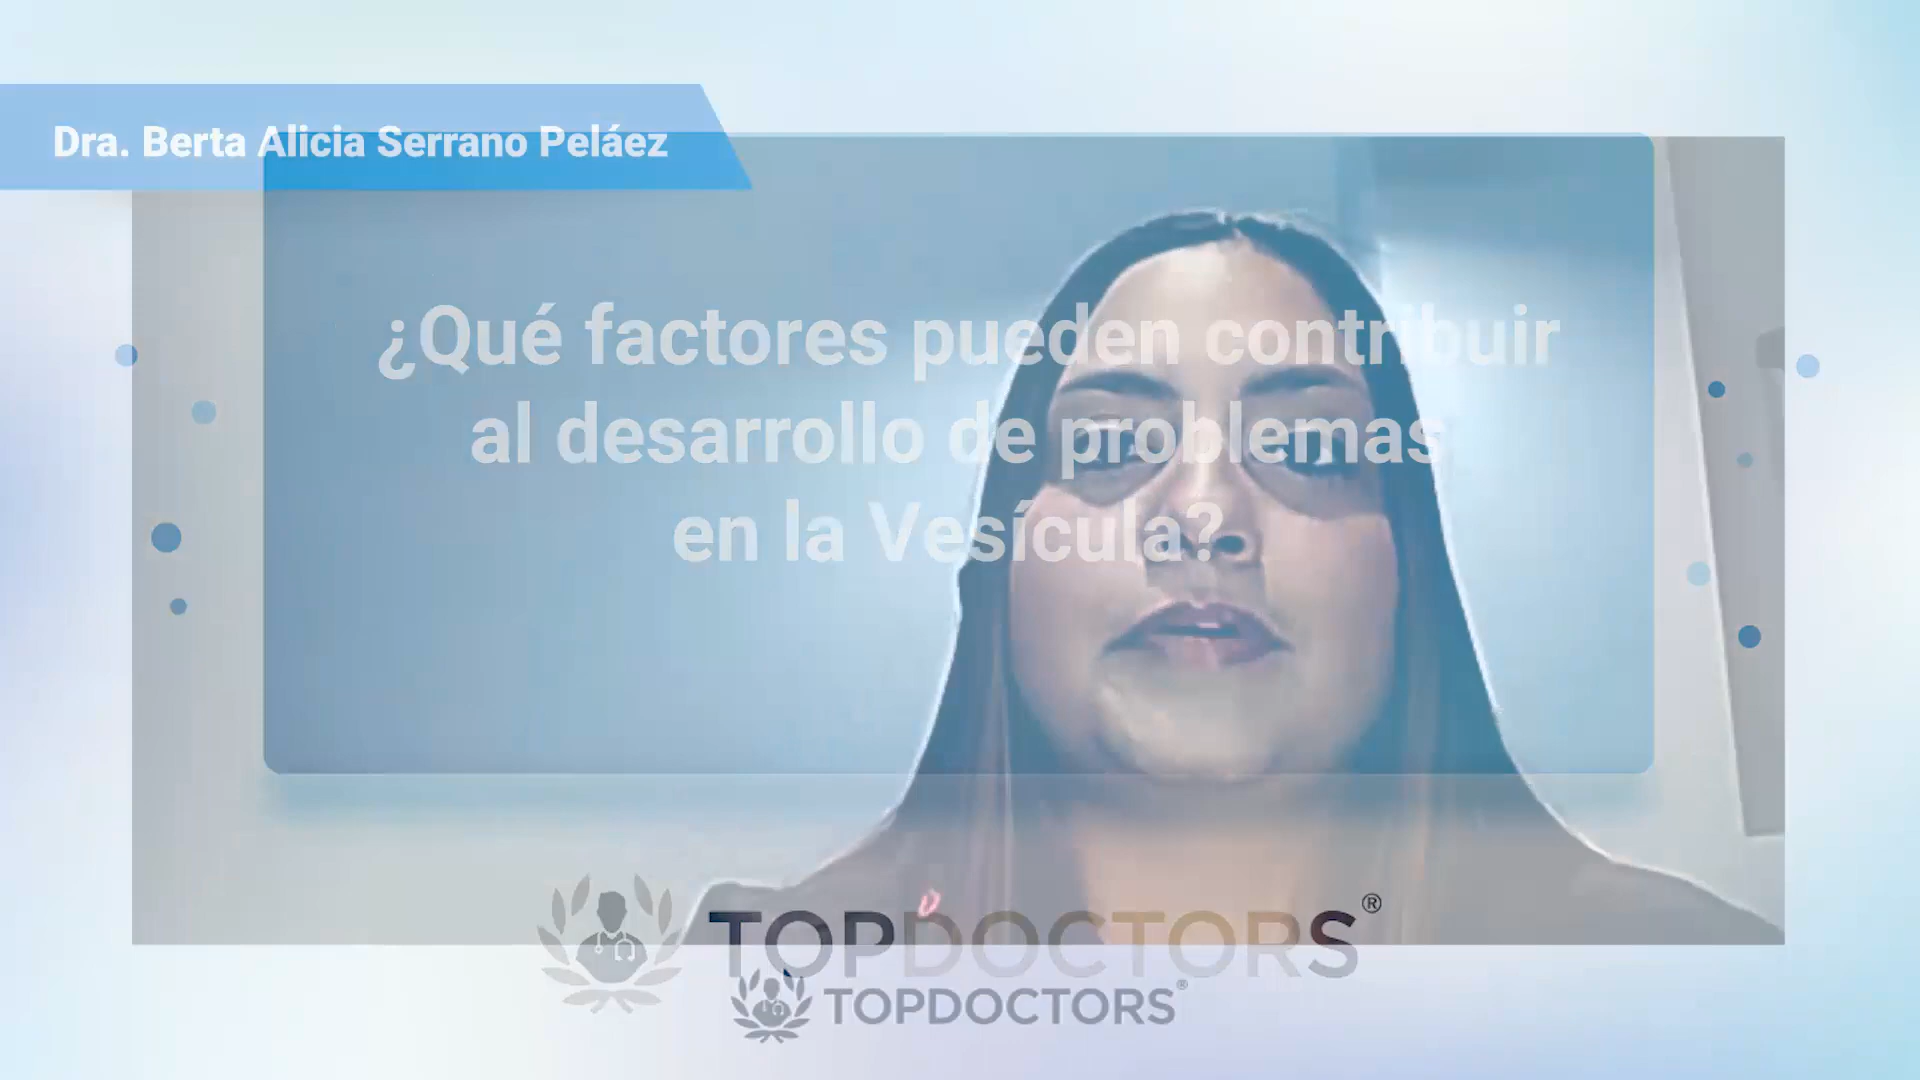 Dra. Berta Alicia Serrano Peláez
¿Qué factores pueden contribuir
al desarrollo de problemas
en la Vesícula?
TOPDOCTORS®
TOPDOCTORS®